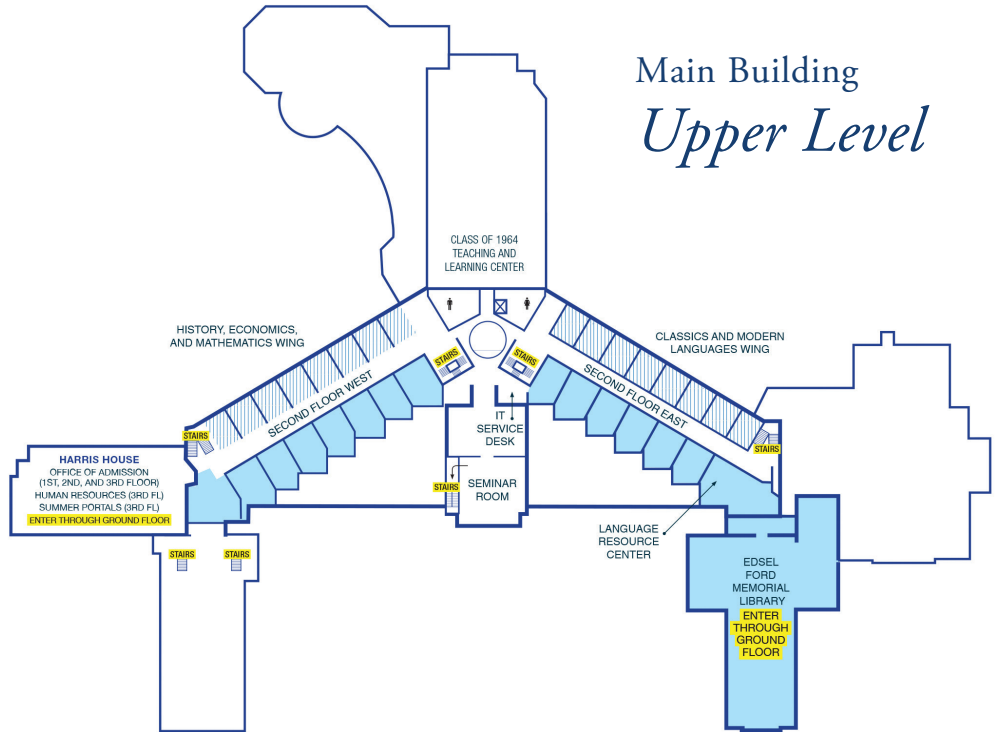 Main Building
Upper Level
CLASS OF 1964
TEACHING AND
LEARNING CENTER
HISTORY, ECONOMICS,
AND MATHEMATICS WING
CLASSICS AND MODERN
LANGUAGES WING
STAIRS
STAIRS
SECOND FLOOR WEST
SECOND FLOOR EAST
IT
SERVICE
DESK
STAIRS
STAIRS
HARRIS HOUSE
OFFICE OF ADMISSION
(1ST, 2ND, AND 3RD FLOOR)
HUMAN RESOURCES (3RD FL)
SUMMER PORTALS (3RD FL)
ENTER THROUGH GROUND FLOOR
STAIRS
SEMINAR
ROOM
LANGUAGE
RESOURCE
CENTER
STAIRS
STAIRS
EDSEL
FORD
MEMORIAL
LIBRARY
ENTER
THROUGH
GROUND
FLOOR